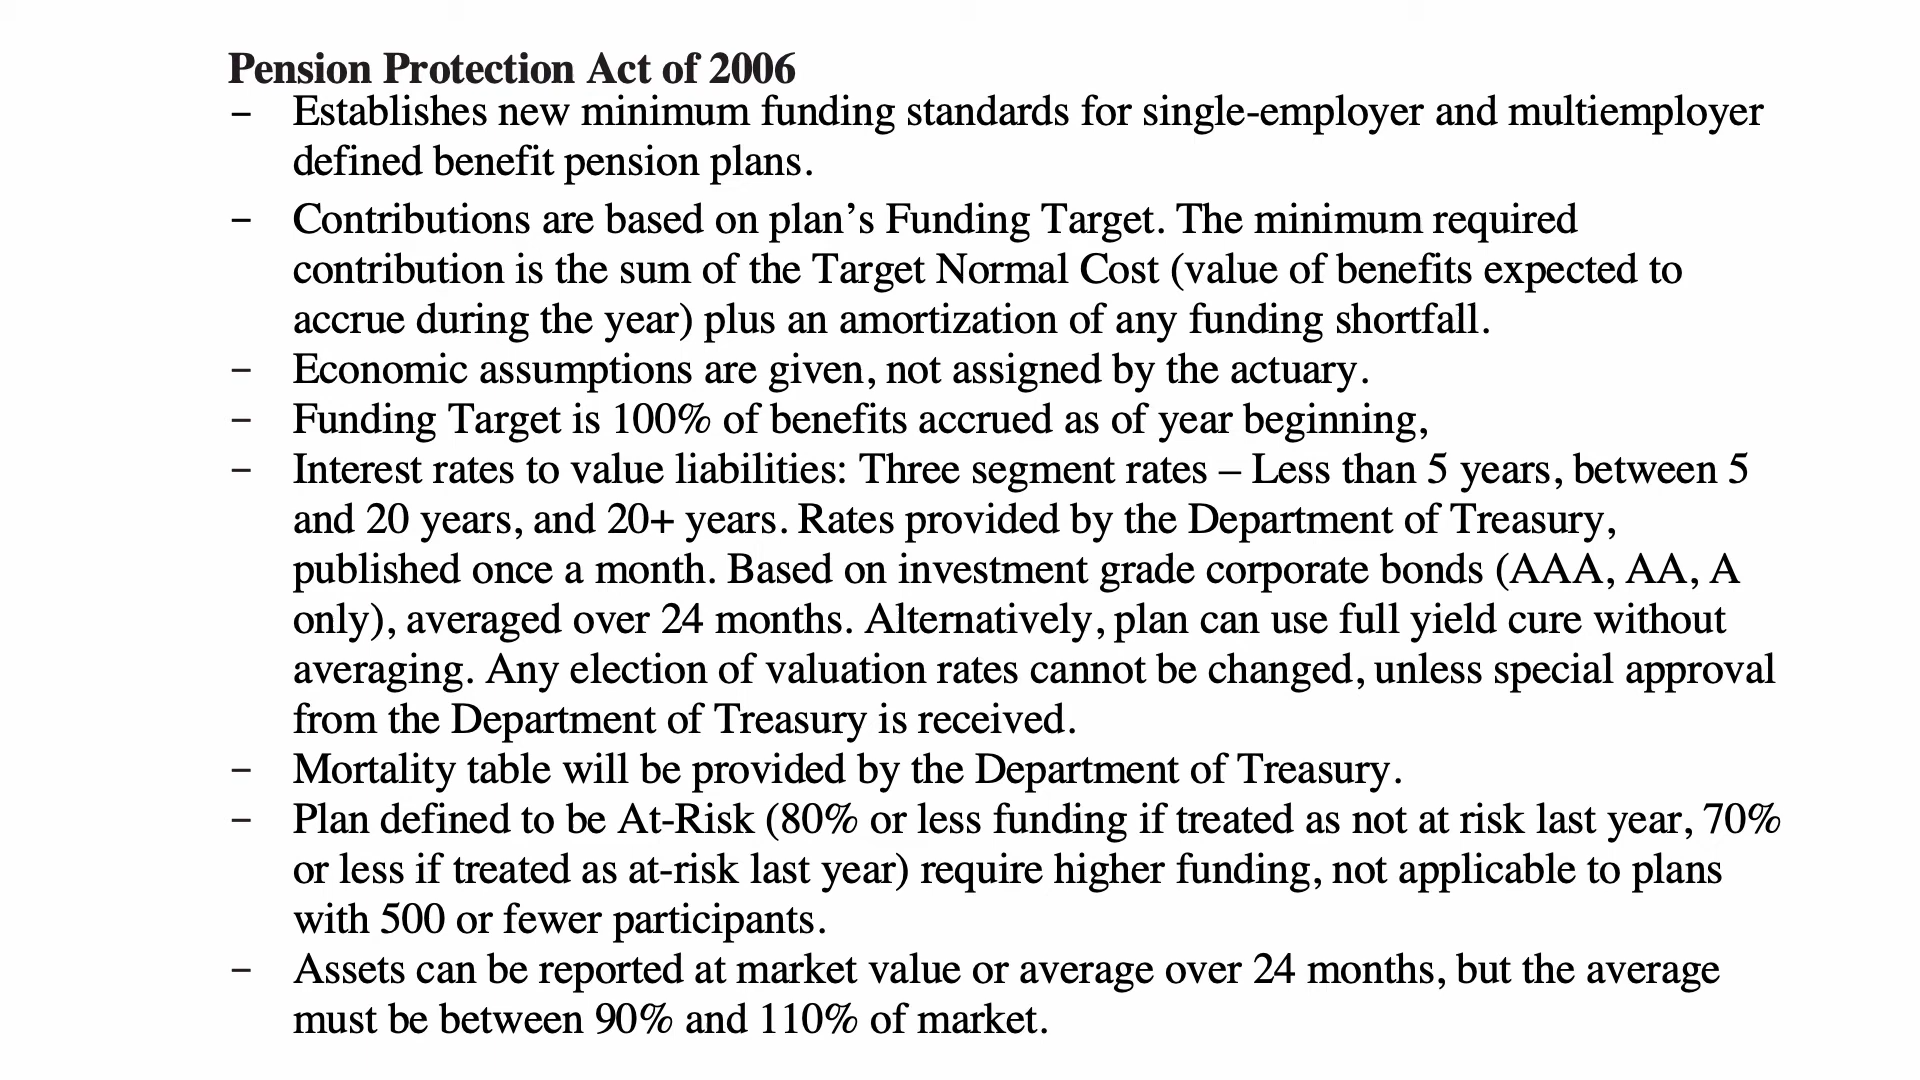 Pension Protection Act of 2006
– Establishes new minimum funding standards for single-employer and multiemployer
defined benefit pension plans.
– Contributions are based on plan’s Funding Target. The minimum required
contribution is the sum of the Target Normal Cost (value of benefits expected to
accrue during the year) plus an amortization of any funding shortfall.
– Economic assumptions are given, not assigned by the actuary.
– Funding Target is 100% of benefits accrued as of year beginning,
– Interest rates to value liabilities: Three segment rates – Less than 5 years, between 5
and 20 years, and 20+ years. Rates provided by the Department of Treasury,
published once a month. Based on investment grade corporate bonds (AAA, AA, A
only), averaged over 24 months. Alternatively, plan can use full yield cure without
averaging. Any election of valuation rates cannot be changed, unless special approval
from the Department of Treasury is received.
– Mortality table will be provided by the Department of Treasury.
– Plan defined to be At-Risk (80% or less funding if treated as not at risk last year, 70%
or less if treated as at-risk last year) require higher funding, not applicable to plans
with 500 or fewer participants.
– Assets can be reported at market value or average over 24 months, but the average
must be between 90% and 110% of market.